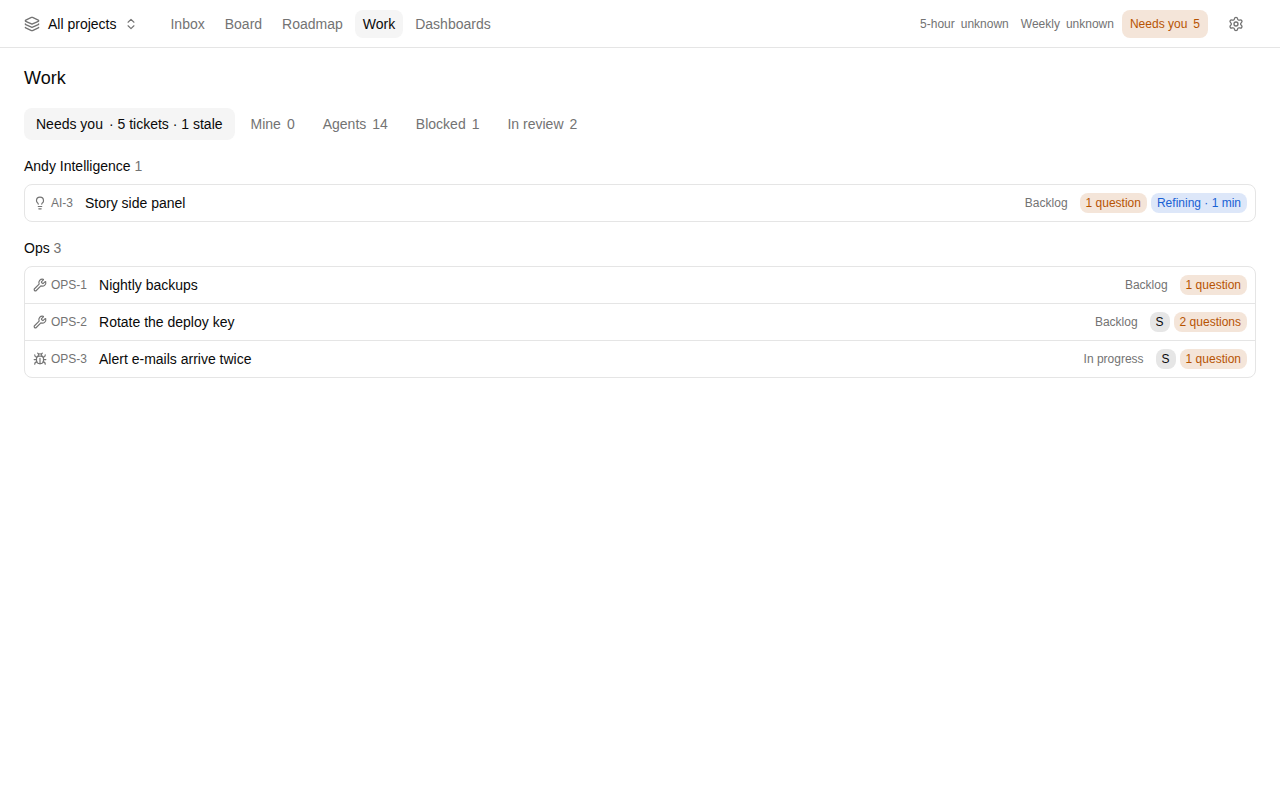 All projects Inbox Board Roadmap Work Dashboards 5-hour unknown Weekly unknown Needs you 5
Work
Needs you · 5 tickets · 1 stale Mine 0 Agents 14 Blocked 1 In review 2
Andy Intelligence 1
AI-3 Story side panel Backlog 1 question Refining · 1 min
Ops 3
OPS-1 Nightly backups Backlog 1 question
OPS-2 Rotate the deploy key Backlog S 2 questions
OPS-3 Alert e-mails arrive twice In progress S 1 question